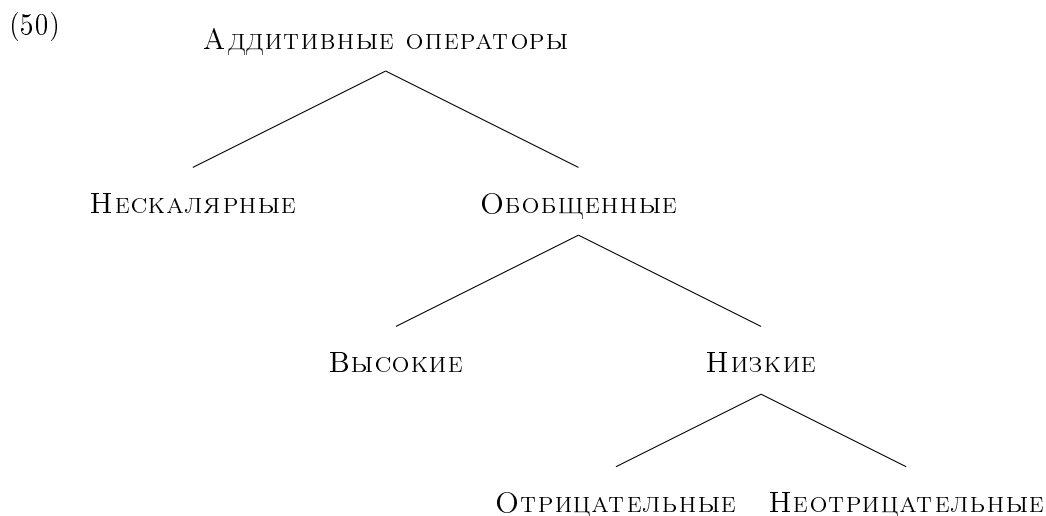 (50)
Аддитивные операторы
Нескалярные Обобщенные
Высокие Низкие
Отрицательные Неотрицательные